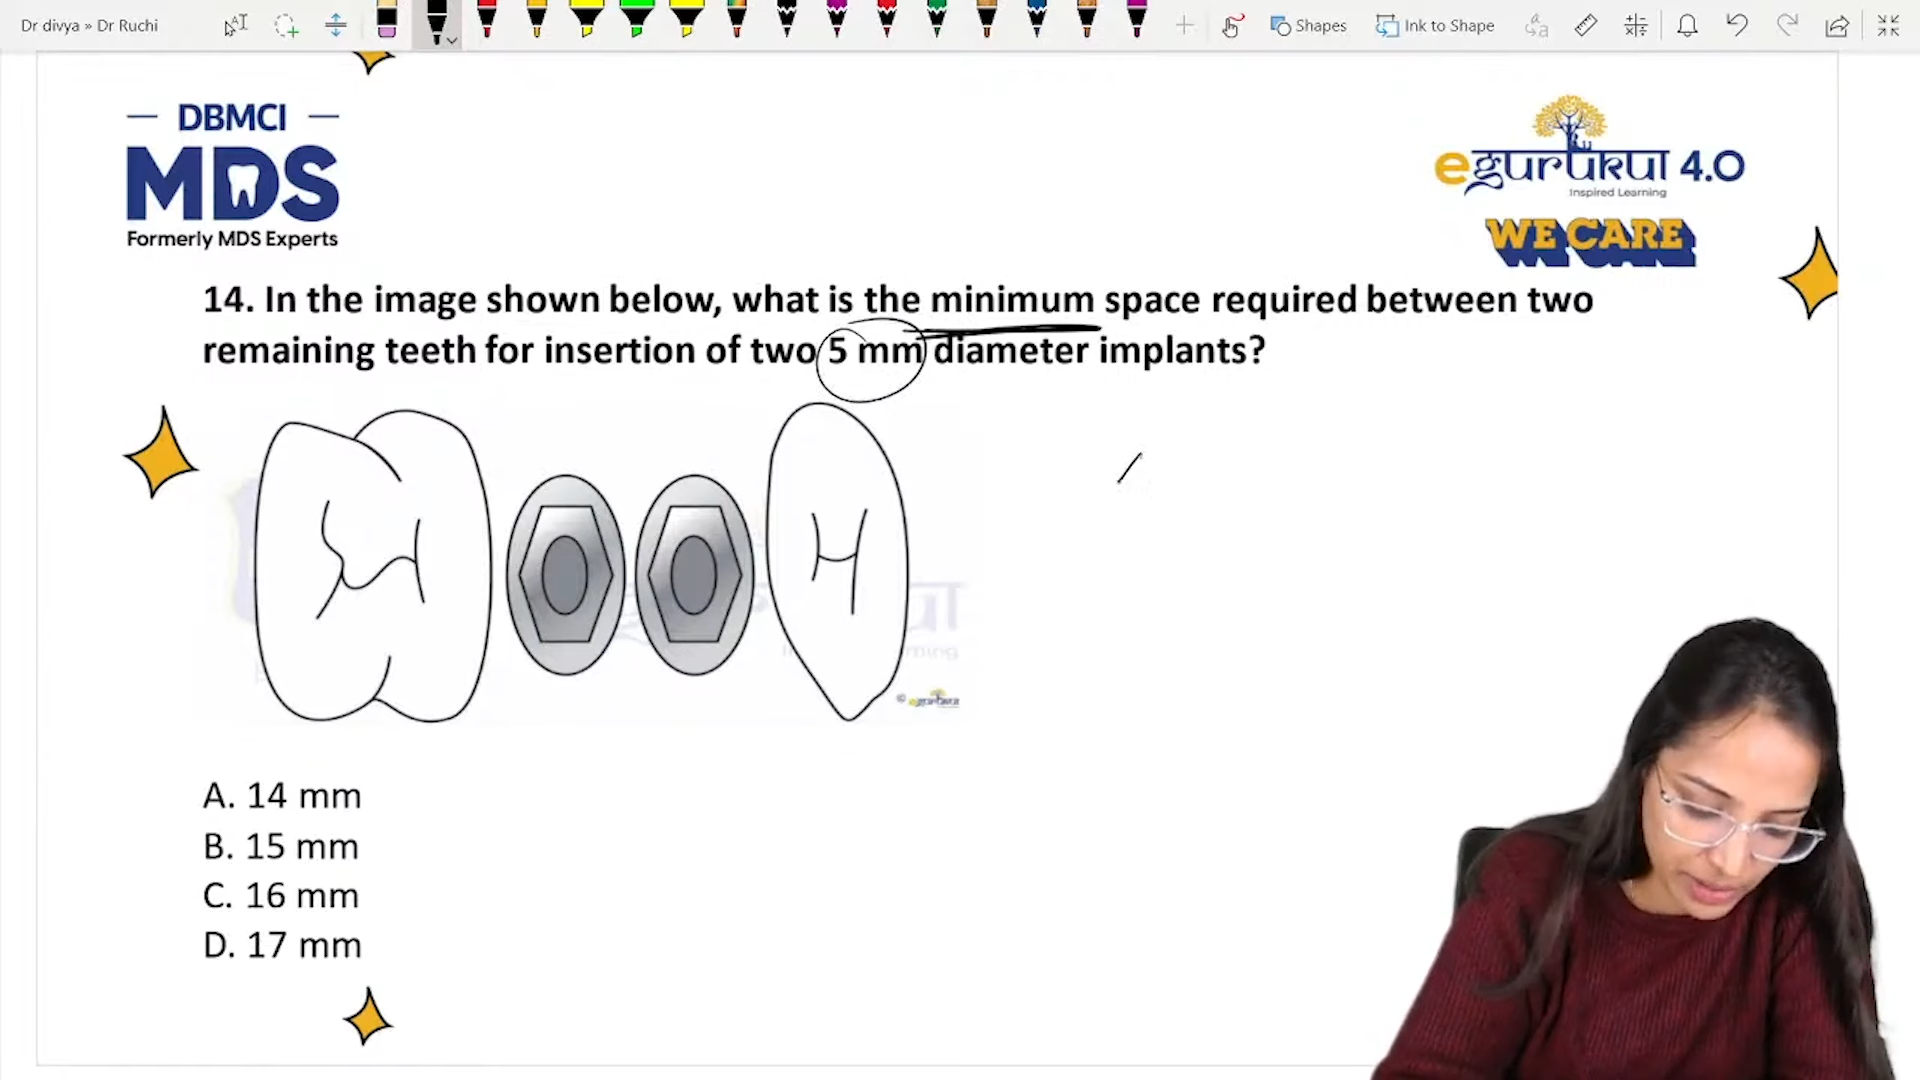 Dr divya » Dr Ruchi
Shapes
Ink to Shape
DBMCI
MDS
Formerly MDS Experts
eगुरुkul 4.0
Inspired Learning
WE CARE
14. In the image shown below, what is the minimum space required between two
remaining teeth for insertion of two 5 mm diameter implants?
A. 14 mm
B. 15 mm
C. 16 mm
D. 17 mm